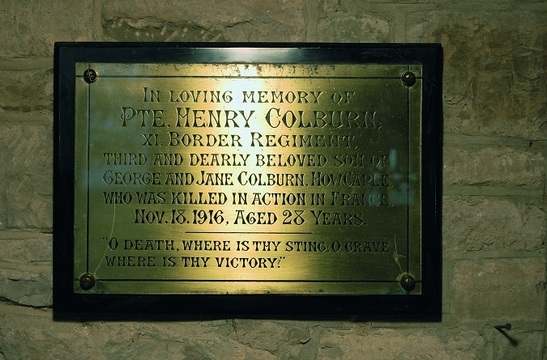 IN LOVING MEMORY OF
PTE. HENRY COLBURN,
XI. BORDER REGIMENT,
THIRD AND DEARLY BELOVED SON OF
GEORGE AND JANE COLBURN, HOW CAPLE,
WHO WAS KILLED IN ACTION IN FRANCE,
NOV. 18. 1916, AGED 28 YEARS.
"O DEATH, WHERE IS THY STING, O GRAVE
WHERE IS THY VICTORY?"